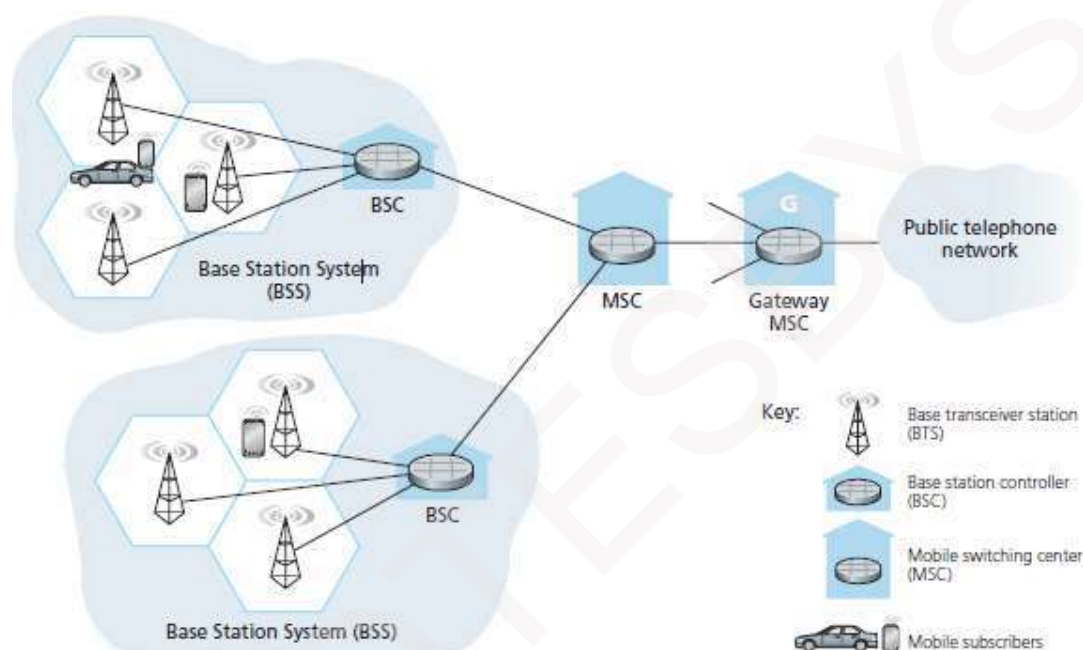 BSC
Base Station System
(BSS)
MSC
G
Gateway
MSC
Public telephone
network
BSC
Base Station System (BSS)
Key:
Base transceiver station
(BTS)
Base station controller
(BSC)
Mobile switching center
(MSC)
Mobile subscribers